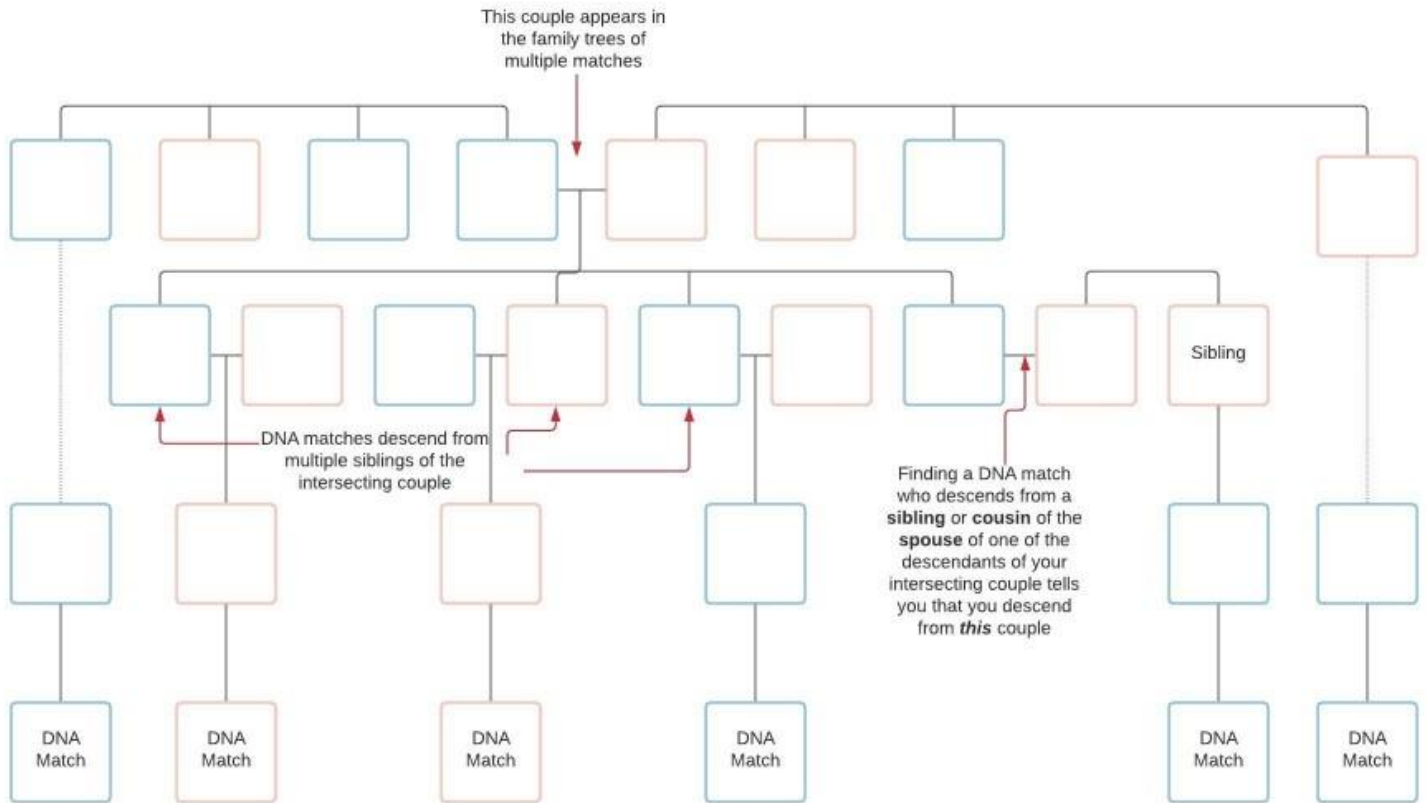 This couple appears in
the family trees of
multiple matches
Sibling
DNA matches descend from
multiple siblings of the
intersecting couple
Finding a DNA match
who descends from a
sibling or cousin of the
spouse of one of the
descendants of your
intersecting couple tells
you that you descend
from this couple
DNA
Match
DNA
Match
DNA
Match
DNA
Match
DNA
Match
DNA
Match